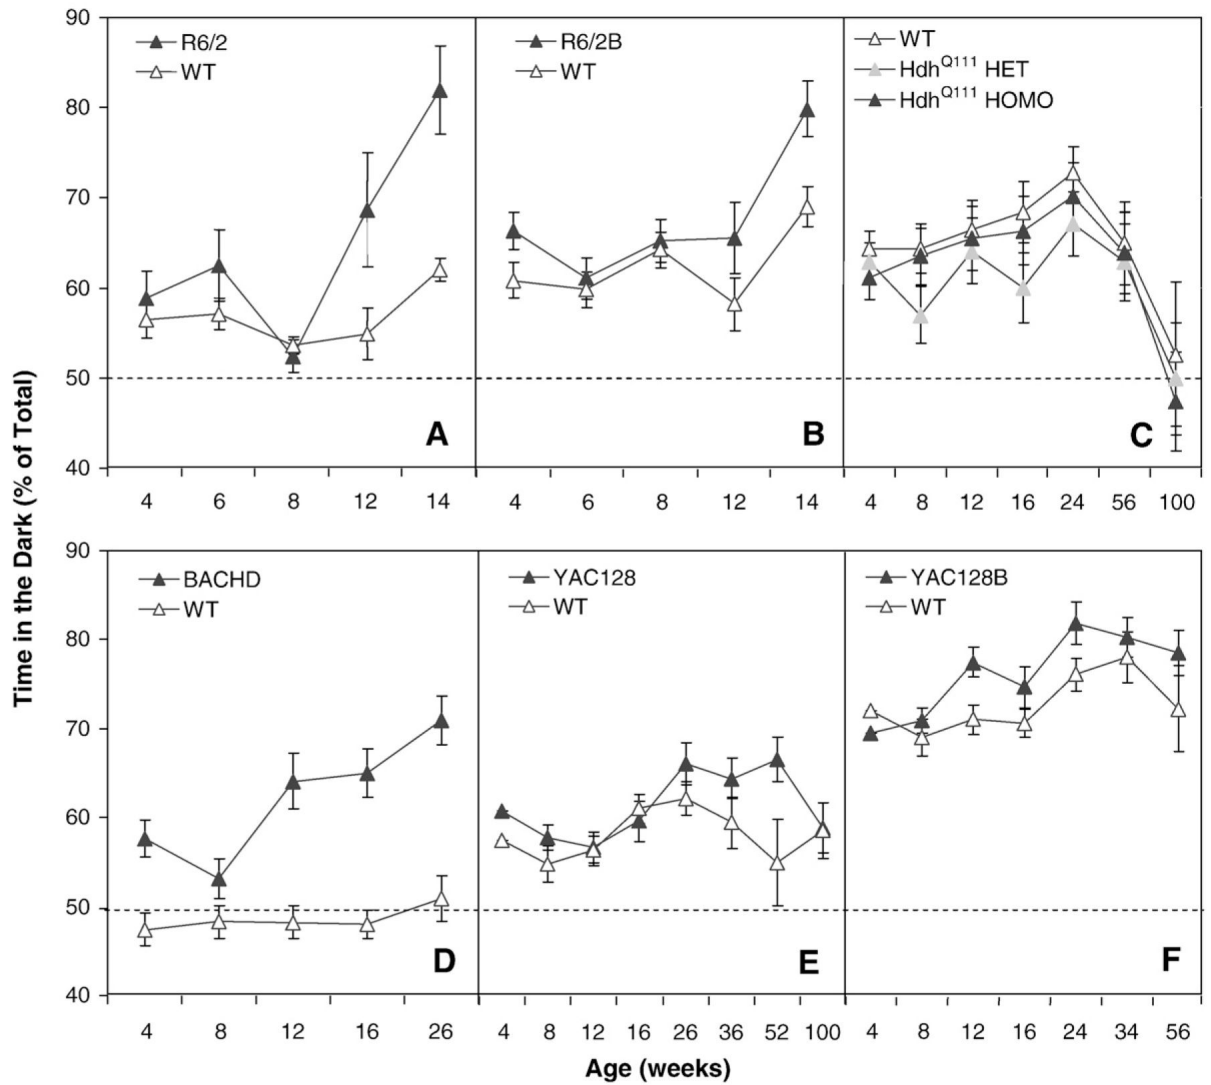 Time in the Dark (% of Total)
90
80
70
60
50
40
R6/2
WT
A
4 6 8 12 14
R6/2B
WT
B
4 6 8 12 14
WT
Hdh^Q111 HET
Hdh^Q111 HOMO
C
4 8 12 16 24 56 100
90
80
70
60
50
40
BACHD
WT
D
4 8 12 16 26
YAC128
WT
E
4 8 12 16 26 36 52 100
YAC128B
WT
F
4 8 12 16 24 34 56
Age (weeks)